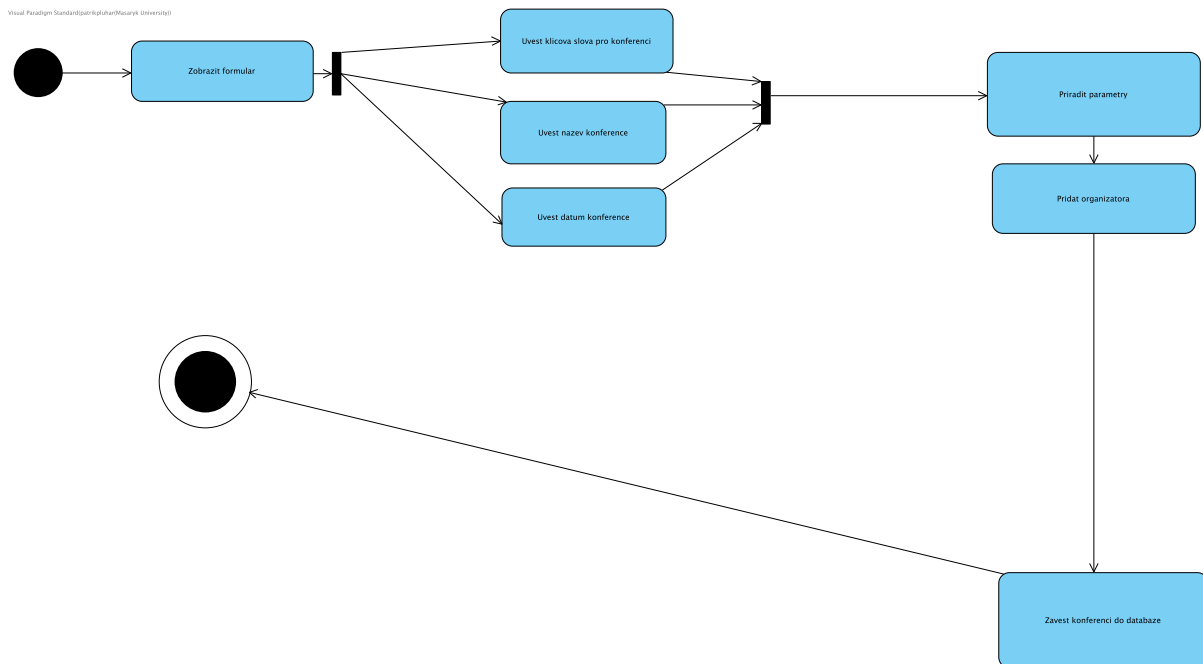 Visual Paradigm Standard(patrikpluhar(Masaryk University))
Uvest klicova slova pro konferenci
Zobrazit formular
Priradit parametry
Uvest nazev konference
Pridat organizatora
Uvest datum konference
Zavest konferenci do databaze